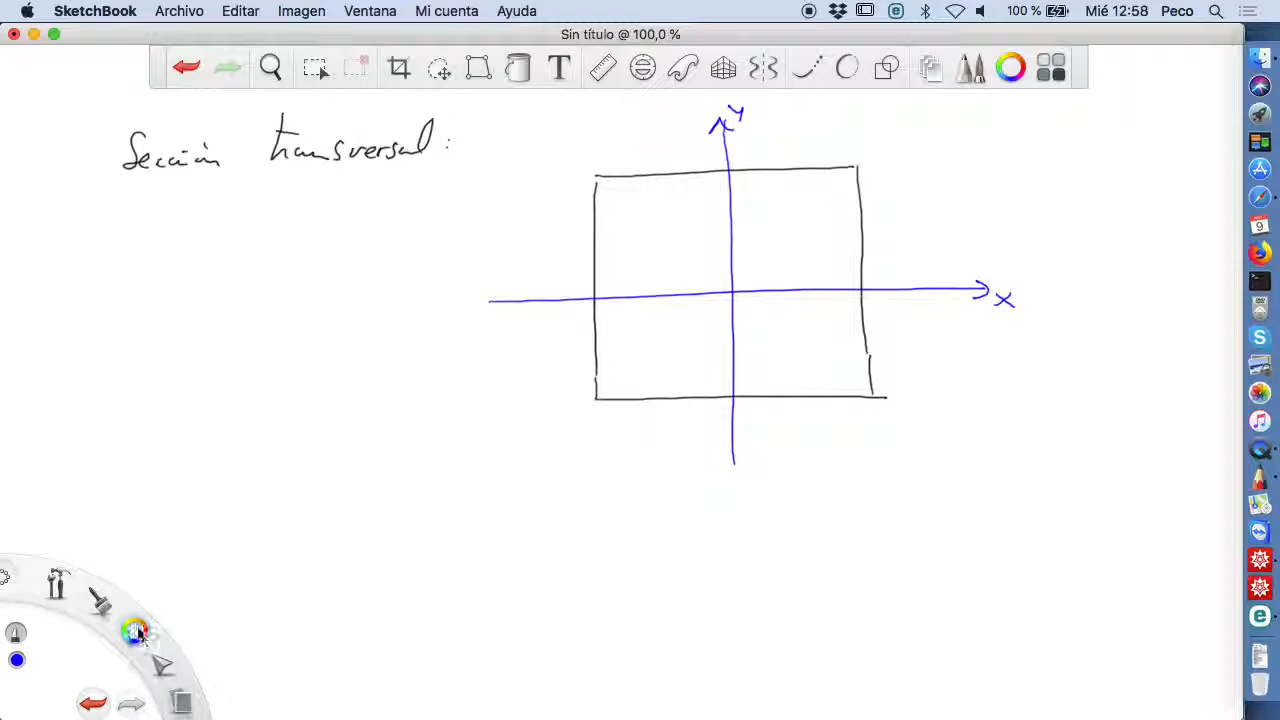 SketchBook Archivo Editar Imagen Ventana Mi cuenta Ayuda 100 % Mié 12:58 Peco
Sin título @ 100,0 %
T
Sección transversal:
y
x
9